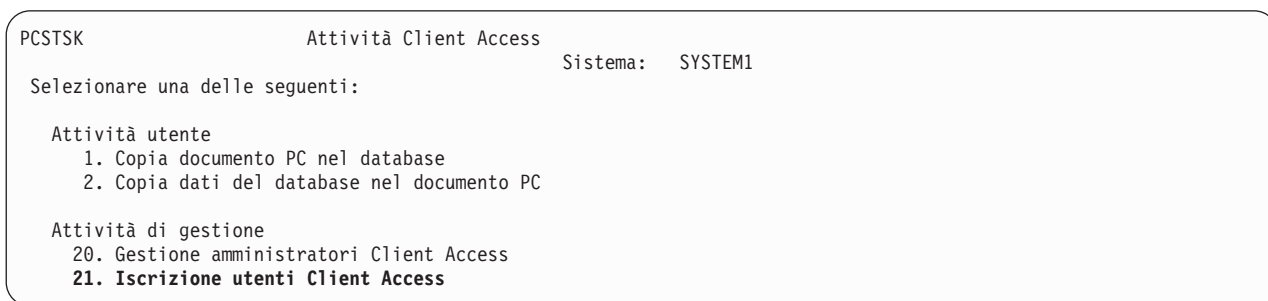 PCSTSK Attività Client Access
Sistema: SYSTEM1
Selezionare una delle seguenti:
Attività utente
1. Copia documento PC nel database
2. Copia dati del database nel documento PC
Attività di gestione
20. Gestione amministratori Client Access
21. Iscrizione utenti Client Access